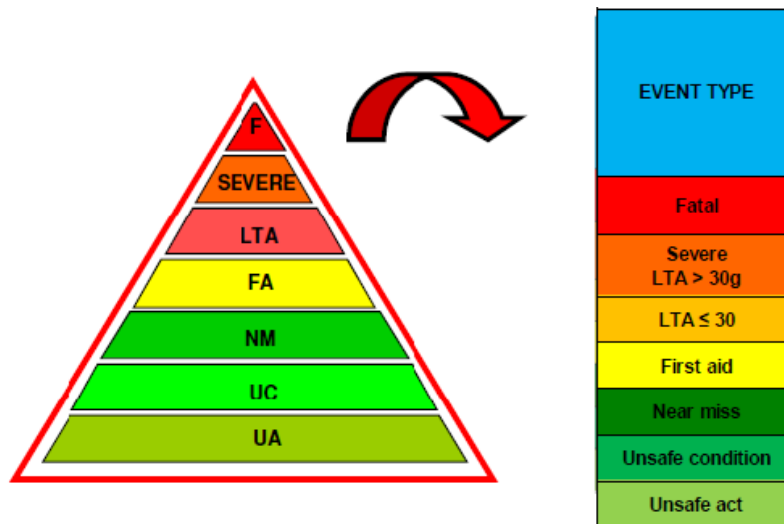 F
SEVERE
LTA
FA
NM
UC
UA
EVENT TYPE
Fatal
Severe
LTA > 30g
LTA ≤ 30
First aid
Near miss
Unsafe condition
Unsafe act